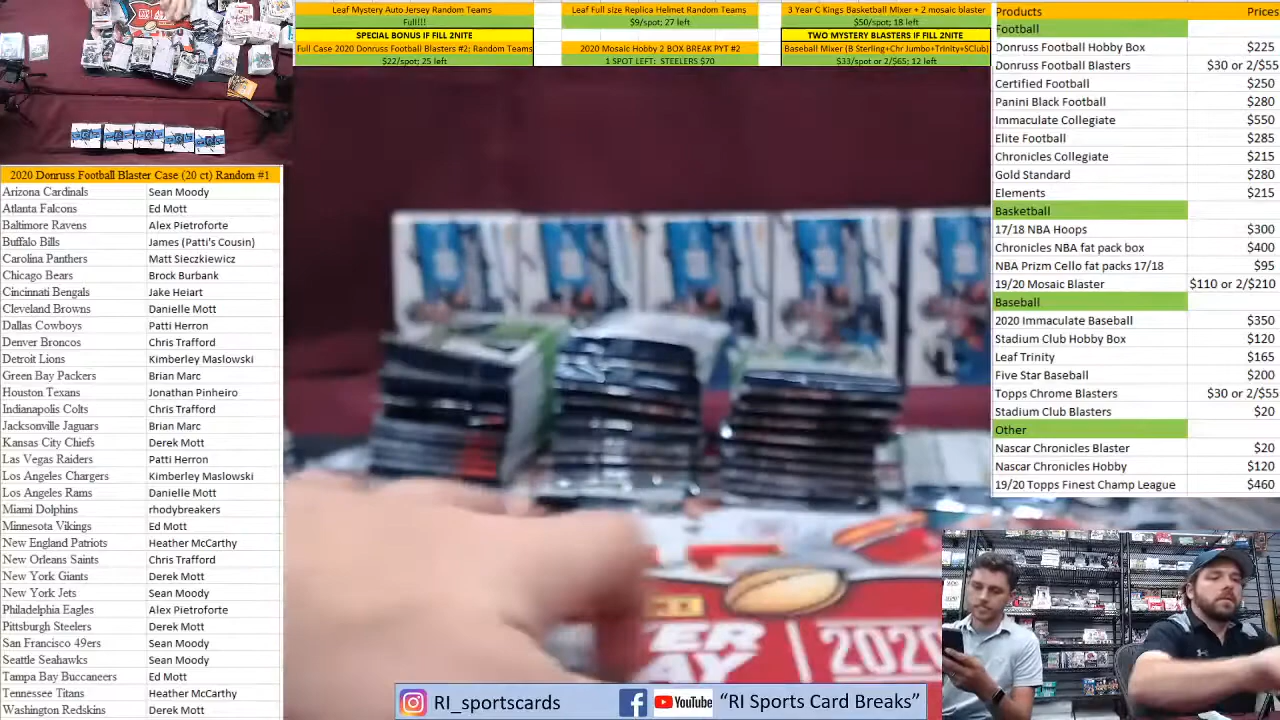 Leaf Mystery Auto Jersey Random Teams
Full!!!
SPECIAL BONUS IF FILL 2NITE
Full Case 2020 Donruss Football Blasters #2; Random Teams
$22/spot; 25 left
Leaf Full size Replica Helmet Random Teams
$9/spot; 27 left
2020 Mosaic Hobby 2 BOX BREAK PYT #2
1 SPOT LEFT: STEELERS $70
3 Year C Kings Basketball Mixer + 2 mosaic blaster
$50/spot; 18 left
TWO MYSTERY BLASTERS IF FILL 2NITE
Baseball Mixer (B Sterling+Chr Jumbo+Trinity+SClub)
$33/spot or 2/$65; 12 left
Products Prices
Football
Donruss Football Hobby Box $225
Donruss Football Blasters $30 or 2/$55
Certified Football $250
Panini Black Football $280
Immaculate Collegiate $550
Elite Football $285
Chronicles Collegiate $215
Gold Standard $280
Elements $215
Basketball
17/18 NBA Hoops $300
Chronicles NBA fat pack box $400
NBA Prizm Cello fat packs 17/18 $95
19/20 Mosaic Blaster $110 or 2/$210
Baseball
2020 Immaculate Baseball $350
Stadium Club Hobby Box $120
Leaf Trinity $165
Five Star Baseball $200
Topps Chrome Blasters $30 or 2/$55
Stadium Club Blasters $20
Other
Nascar Chronicles Blaster $20
Nascar Chronicles Hobby $120
19/20 Topps Finest Champ League $460
2020 Donruss Football Blaster Case (20 ct) Random #1
Arizona Cardinals Sean Moody
Atlanta Falcons Ed Mott
Baltimore Ravens Alex Pietroforte
Buffalo Bills James (Patti's Cousin)
Carolina Panthers Matt Sieczkiewicz
Chicago Bears Brock Burbank
Cincinnati Bengals Jake Heiart
Cleveland Browns Danielle Mott
Dallas Cowboys Patti Herron
Denver Broncos Chris Trafford
Detroit Lions Kimberley Maslowski
Green Bay Packers Brian Marc
Houston Texans Jonathan Pinheiro
Indianapolis Colts Chris Trafford
Jacksonville Jaguars Brian Marc
Kansas City Chiefs Derek Mott
Las Vegas Raiders Patti Herron
Los Angeles Chargers Kimberley Maslowski
Los Angeles Rams Danielle Mott
Miami Dolphins rhodybreakers
Minnesota Vikings Ed Mott
New England Patriots Heather McCarthy
New Orleans Saints Chris Trafford
New York Giants Derek Mott
New York Jets Sean Moody
Philadelphia Eagles Alex Pietroforte
Pittsburgh Steelers Derek Mott
San Francisco 49ers Sean Moody
Seattle Seahawks Sean Moody
Tampa Bay Buccaneers Ed Mott
Tennessee Titans Heather McCarthy
Washington Redskins Derek Mott
2020
RI_sportscards
YouTube
"RI Sports Card Breaks"